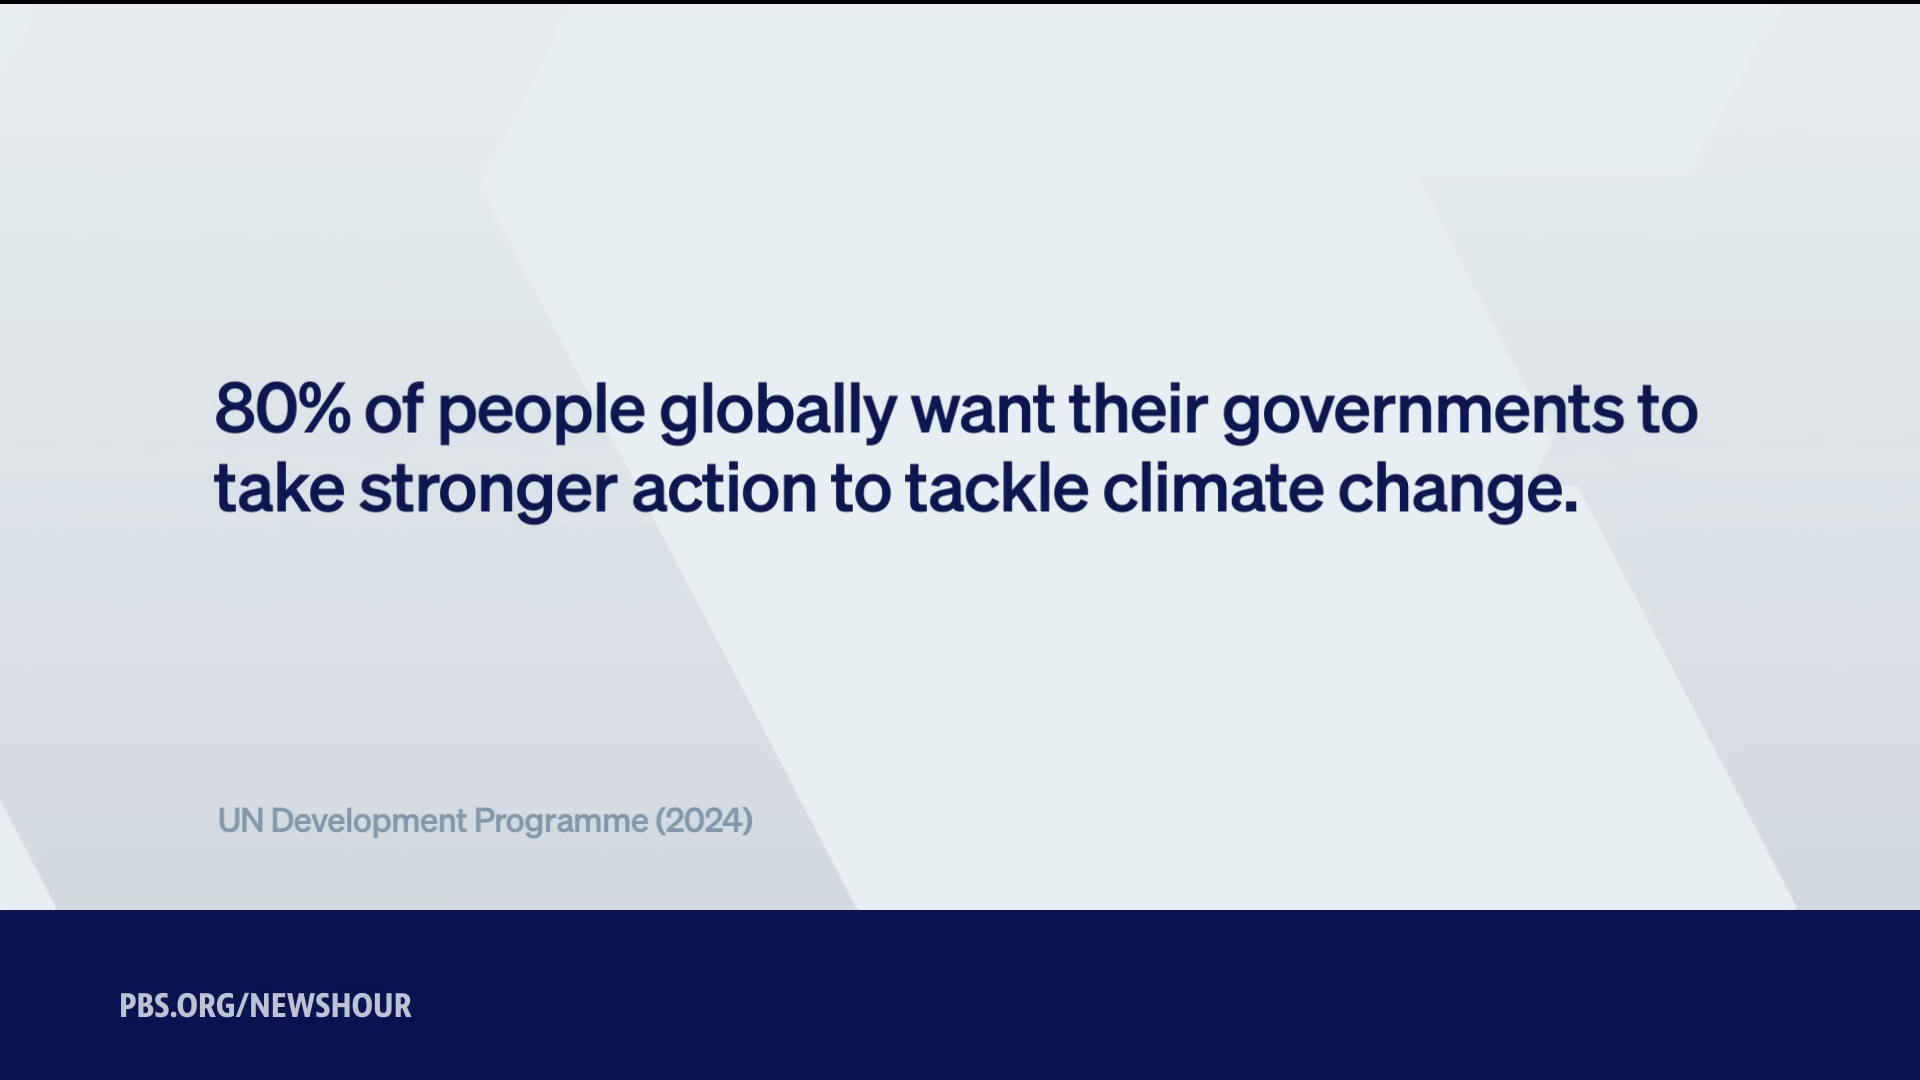 80% of people globally want their governments to
take stronger action to tackle climate change.
UN Development Programme (2024)
PBS.ORG/NEWSHOUR